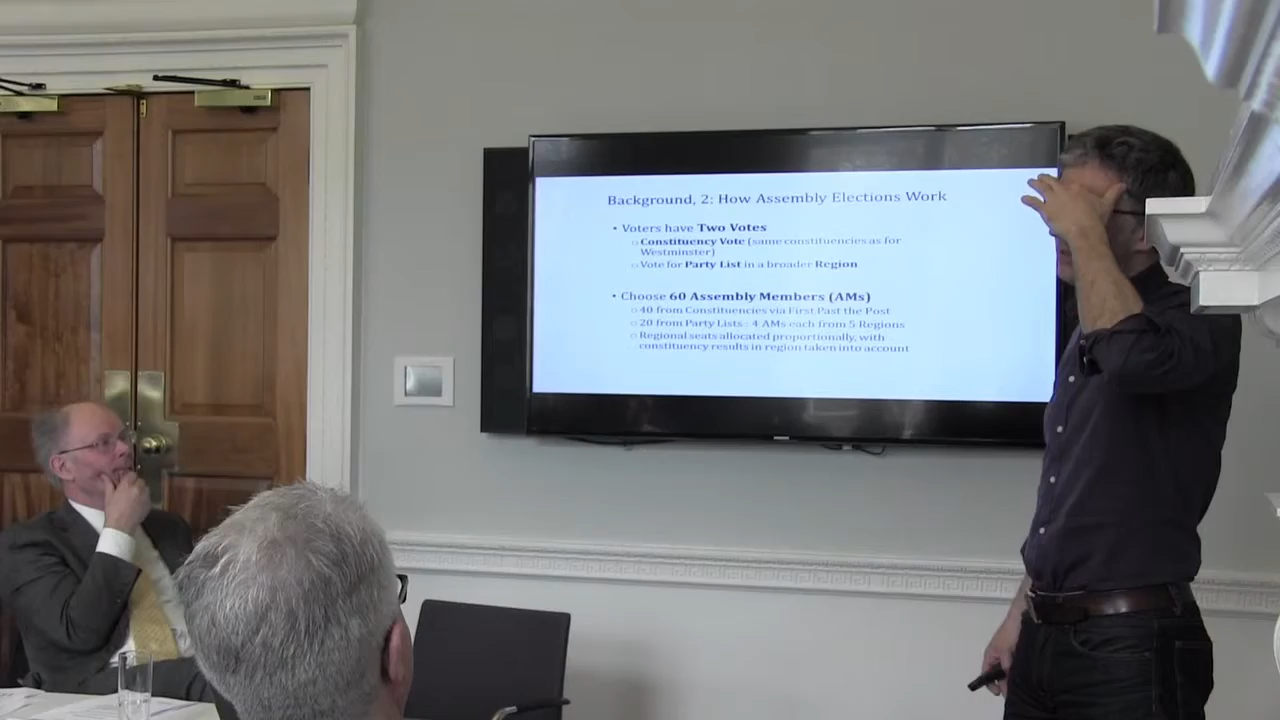 Background, 2: How Assembly Elections Work
• Voters have Two Votes
○ Constituency Vote (same constituencies as for
Westminster)
○ Vote for Party List in a broader Region
• Choose 60 Assembly Members (AMs)
○ 40 from Constituencies via First Past the Post
○ 20 from Party Lists : 4 AMs each from 5 Regions
○ Regional seats allocated proportionally, with
constituency results in region taken into account